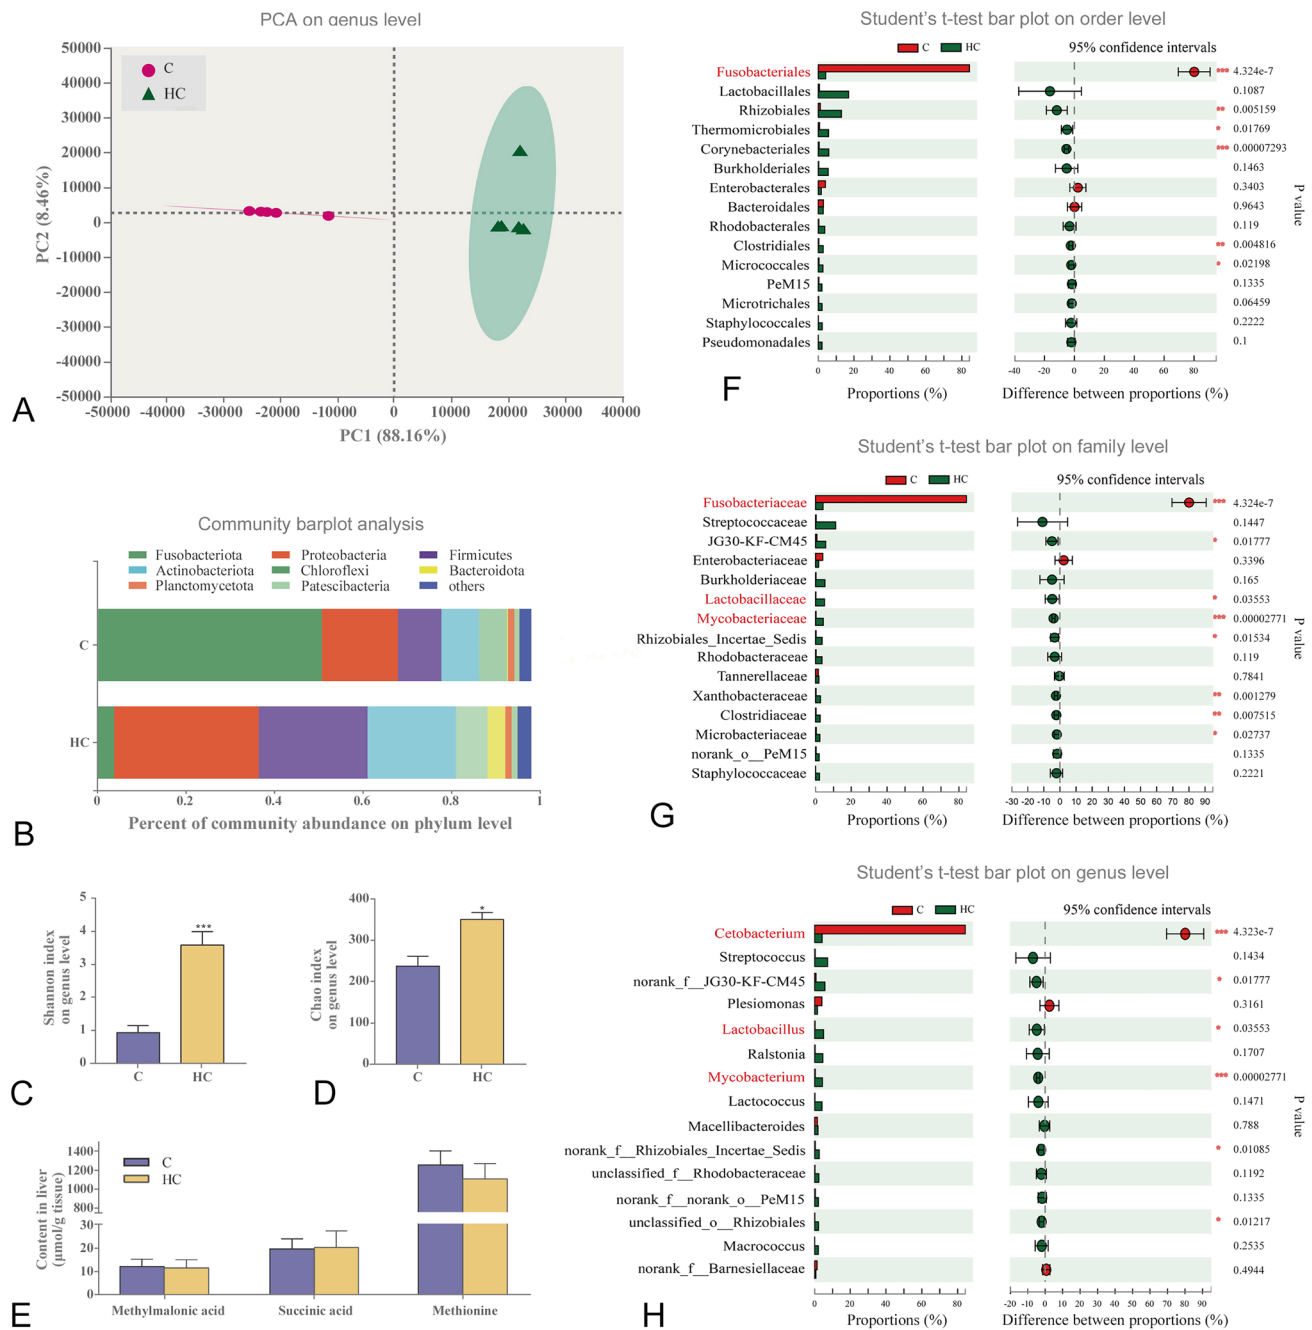 PCA on genus level
C
HC
50000
40000
30000
20000
10000
0
-10000
-20000
-30000
-40000
-50000
PC2 (8.46%)
-50000 -40000 -30000 -20000 -10000 0 10000 20000 30000 40000
PC1 (88.16%)
A
Community barplot analysis
Fusobacteriota Proteobacteria Firmicutes
Actinobacteriota Chloroflexi Bacteroidota
Planctomycetota Patescibacteria others
C
HC
0 0.2 0.4 0.6 0.8 1
Percent of community abundance on phylum level
B
Shannon index
on genus level
5
4
3
2
1
0
***
C HC
C
Chao index
on genus level
400
300
200
100
0
*
C HC
D
Content in liver
(μmol/g tissue)
1400
1200
1000
800
30
20
10
0
C
HC
Methylmalonic acid Succinic acid Methionine
E
Student's t-test bar plot on order level
C HC 95% confidence intervals
Fusobacteriales *** 4.324e-7
Lactobacillales 0.1087
Rhizobiales ** 0.005159
Thermomicrobiales * 0.01769
Corynebacteriales *** 0.00007293
Burkholderiales 0.1463
Enterobacterales 0.3403
Bacteroidales 0.9643
Rhodobacterales 0.119
Clostridiales ** 0.004816
Micrococcales * 0.02198
PeM15 0.1335
Microtrichales 0.06459
Staphylococcales 0.2222
Pseudomonadales 0.1
P value
0 20 40 60 80 -40 -20 0 20 40 60 80
Proportions (%) Difference between proportions (%)
F
Student's t-test bar plot on family level
C HC 95% confidence intervals
Fusobacteriaceae *** 4.324e-7
Streptococcaceae 0.1447
JG30-KF-CM45 * 0.01777
Enterobacteriaceae 0.3396
Burkholderiaceae 0.165
Lactobacillaceae * 0.03553
Mycobacteriaceae *** 0.00002771
Rhizobiales_Incertae_Sedis * 0.01534
Rhodobacteraceae 0.119
Tannerellaceae 0.7841
Xanthobacteraceae ** 0.001279
Clostridiaceae ** 0.007515
Microbacteriaceae * 0.02737
norank_o__PeM15 0.1335
Staphylococcaceae 0.2221
P value
0 20 40 60 80 -30 -20 -10 0 10 20 30 40 50 60 70 80 90
Proportions (%) Difference between proportions (%)
G
Student's t-test bar plot on genus level
C HC 95% confidence intervals
Cetobacterium *** 4.323e-7
Streptococcus 0.1434
norank_f__JG30-KF-CM45 * 0.01777
Plesiomonas 0.3161
Lactobacillus * 0.03553
Ralstonia 0.1707
Mycobacterium *** 0.00002771
Lactococcus 0.1471
Macellibacteroides 0.788
norank_f__Rhizobiales_Incertae_Sedis * 0.01085
unclassified_f__Rhodobacteraceae 0.1192
norank_f__norank_o__PeM15 0.1335
unclassified_o__Rhizobiales * 0.01217
Macrococcus 0.2535
norank_f__Barnesiellaceae 0.4944
P value
0 20 40 60 80 -20 -10 0 10 20 30 40 50 60 70 80 90
Proportions (%) Difference between proportions (%)
H